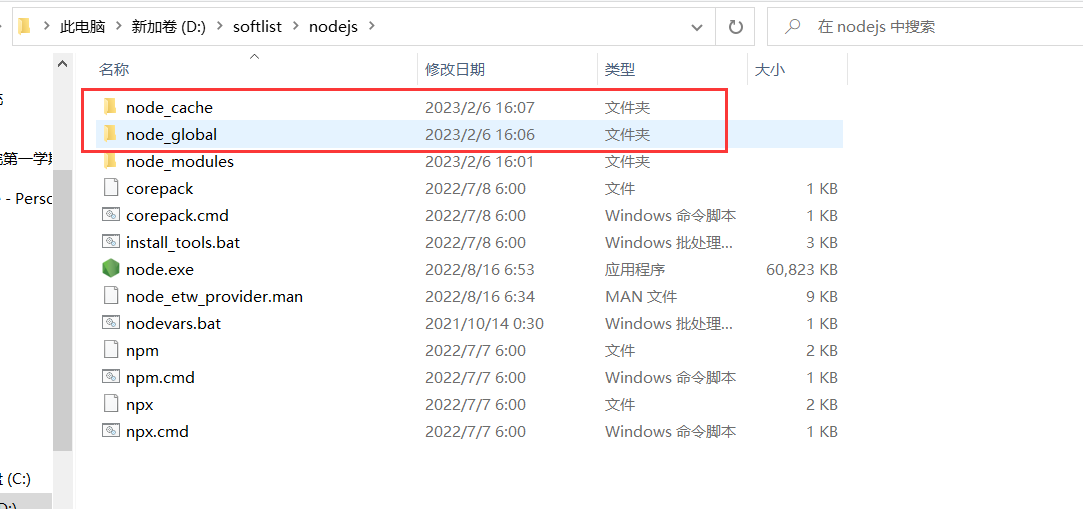 此电脑 新加卷 (D:) softlist nodejs 在 nodejs 中搜索
名称 修改日期 类型 大小
node_cache 2023/2/6 16:07 文件夹
node_global 2023/2/6 16:06 文件夹
院第一学期 node_modules 2023/2/6 16:01 文件夹
corepack 2022/7/8 6:00 文件 1 KB
- Persc corepack.cmd 2022/7/8 6:00 Windows 命令脚本 1 KB
install_tools.bat 2022/7/8 6:00 Windows 批处理... 3 KB
node.exe 2022/8/16 6:53 应用程序 60,823 KB
node_etw_provider.man 2022/8/16 6:34 MAN 文件 9 KB
nodevars.bat 2021/10/14 0:30 Windows 批处理... 1 KB
npm 2022/7/7 6:00 文件 2 KB
npm.cmd 2022/7/7 6:00 Windows 命令脚本 1 KB
npx 2022/7/7 6:00 文件 2 KB
npx.cmd 2022/7/7 6:00 Windows 命令脚本 1 KB
(C:)